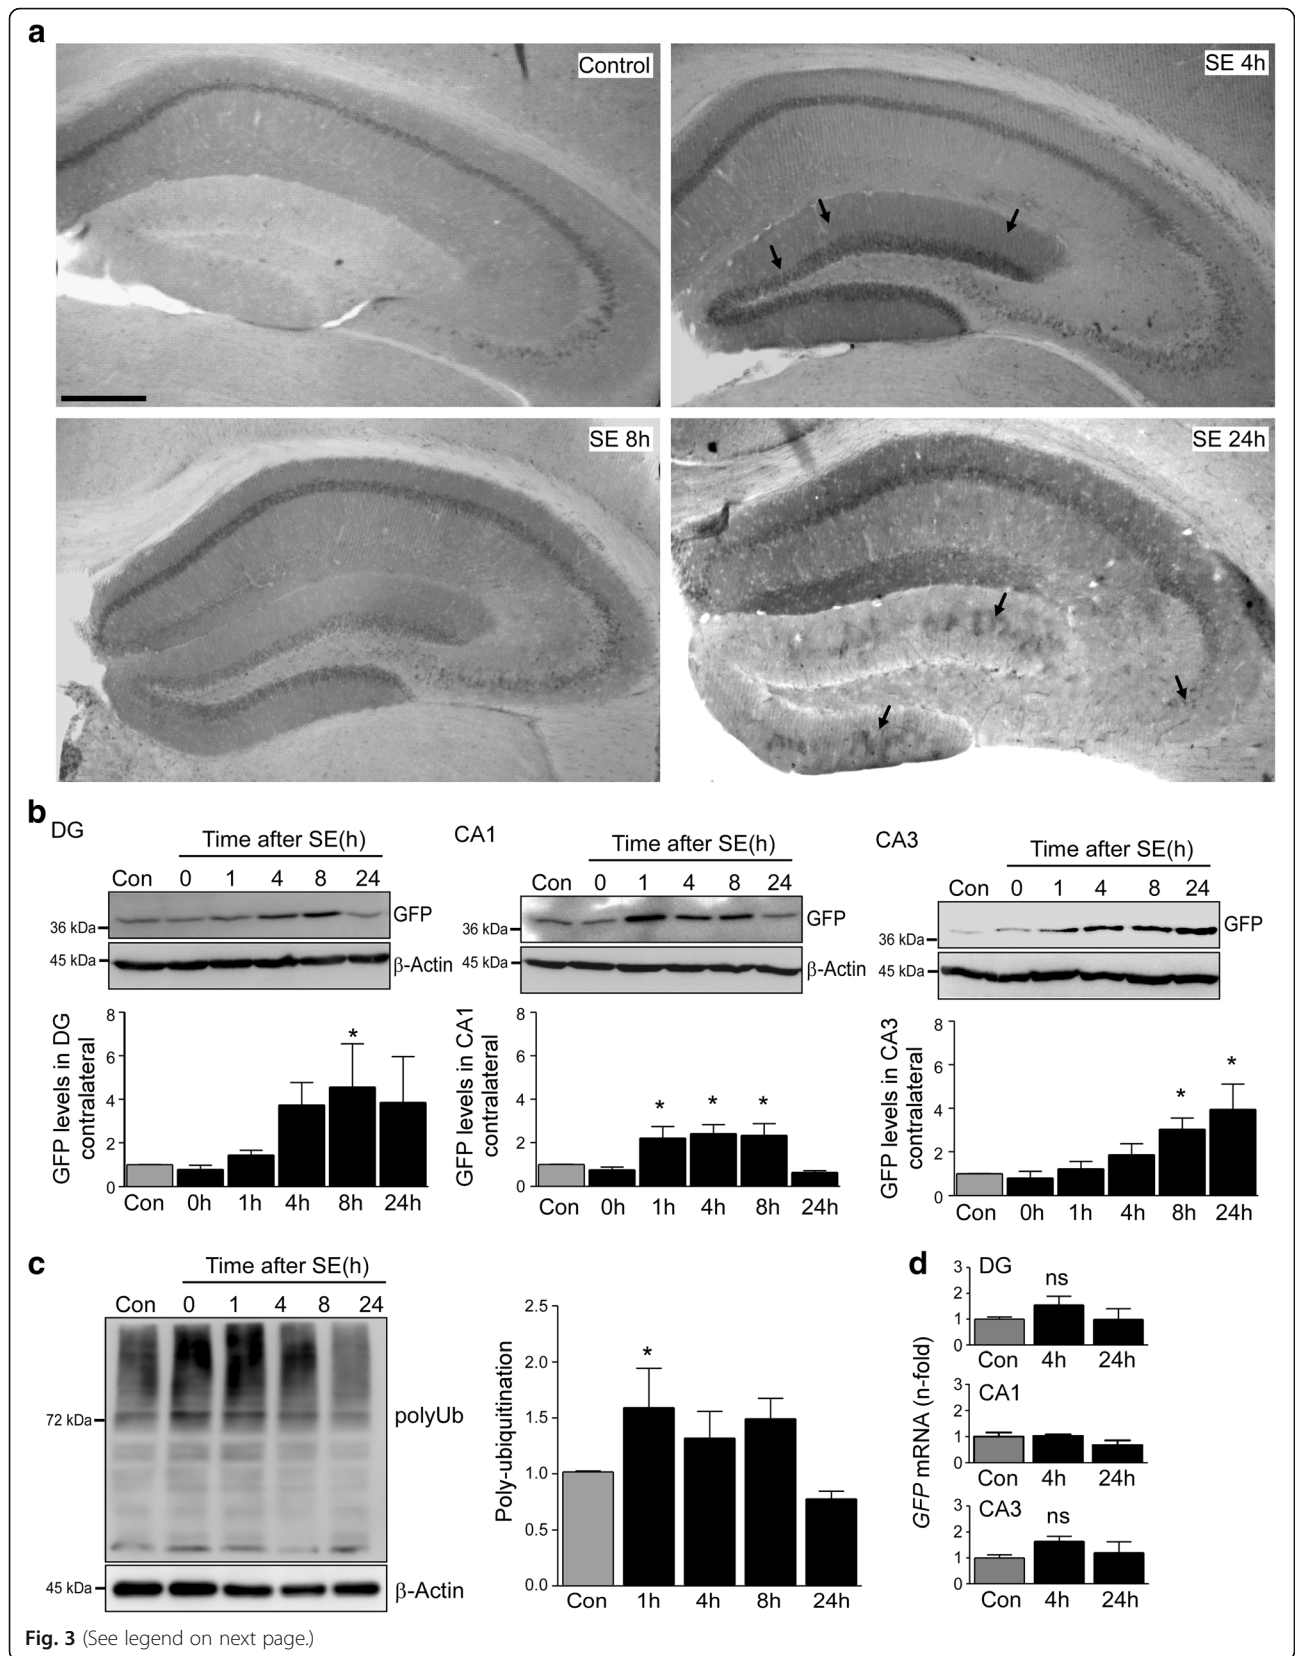 a
Control
SE 4h
SE 8h
SE 24h
b
DG
Time after SE(h)
Con 0 1 4 8 24
GFP
36 kDa
45 kDa
β-Actin
GFP levels in DG
contralateral
8
6
4
2
0
*
Con 0h 1h 4h 8h 24h
CA1
Time after SE(h)
Con 0 1 4 8 24
GFP
36 kDa
45 kDa
β-Actin
GFP levels in CA1
contralateral
8
6
4
2
0
* * *
Con 0h 1h 4h 8h 24h
CA3
Time after SE(h)
Con 0 1 4 8 24
GFP
36 kDa
45 kDa
GFP levels in CA3
contralateral
8
6
4
2
0
* *
Con 0h 1h 4h 8h 24h
c
Time after SE(h)
Con 0 1 4 8 24
72 kDa
polyUb
45 kDa
β-Actin
Poly-ubiquitination
2.5
2.0
1.5
1.0
0.5
0.0
*
Con 1h 4h 8h 24h
d
GFP mRNA (n-fold)
DG
3
2
1
0
ns
Con 4h 24h
CA1
3
2
1
0
Con 4h 24h
CA3
3
2
1
0
ns
Con 4h 24h
Fig. 3 (See legend on next page.)